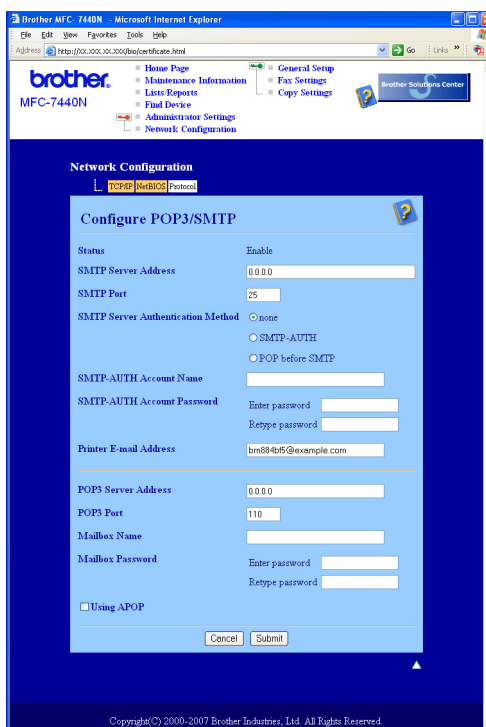 Brother MFC- 7440N - Microsoft Internet Explorer
File Edit View Favorites Tools Help
Address http://XX.XXX.XX.XXX/bio/certificate.html Go Links »
brother.
MFC-7440N
Home Page
Maintenance Information
Lists/Reports
Find Device
Administrator Settings
Network Configuration
General Setup
Fax Settings
Copy Settings
Brother Solutions Center
Network Configuration
TCP/IP NetBIOS Protocol
Configure POP3/SMTP
Status Enable
SMTP Server Address 0.0.0.0
SMTP Port 25
SMTP Server Authentication Method none
SMTP-AUTH
POP before SMTP
SMTP-AUTH Account Name
SMTP-AUTH Account Password Enter password
Retype password
Printer E-mail Address brn884bf5@example.com
POP3 Server Address 0.0.0.0
POP3 Port 110
Mailbox Name
Mailbox Password Enter password
Retype password
Using APOP
Cancel Submit
Copyright(C) 2000-2007 Brother Industries, Ltd. All Rights Reserved.